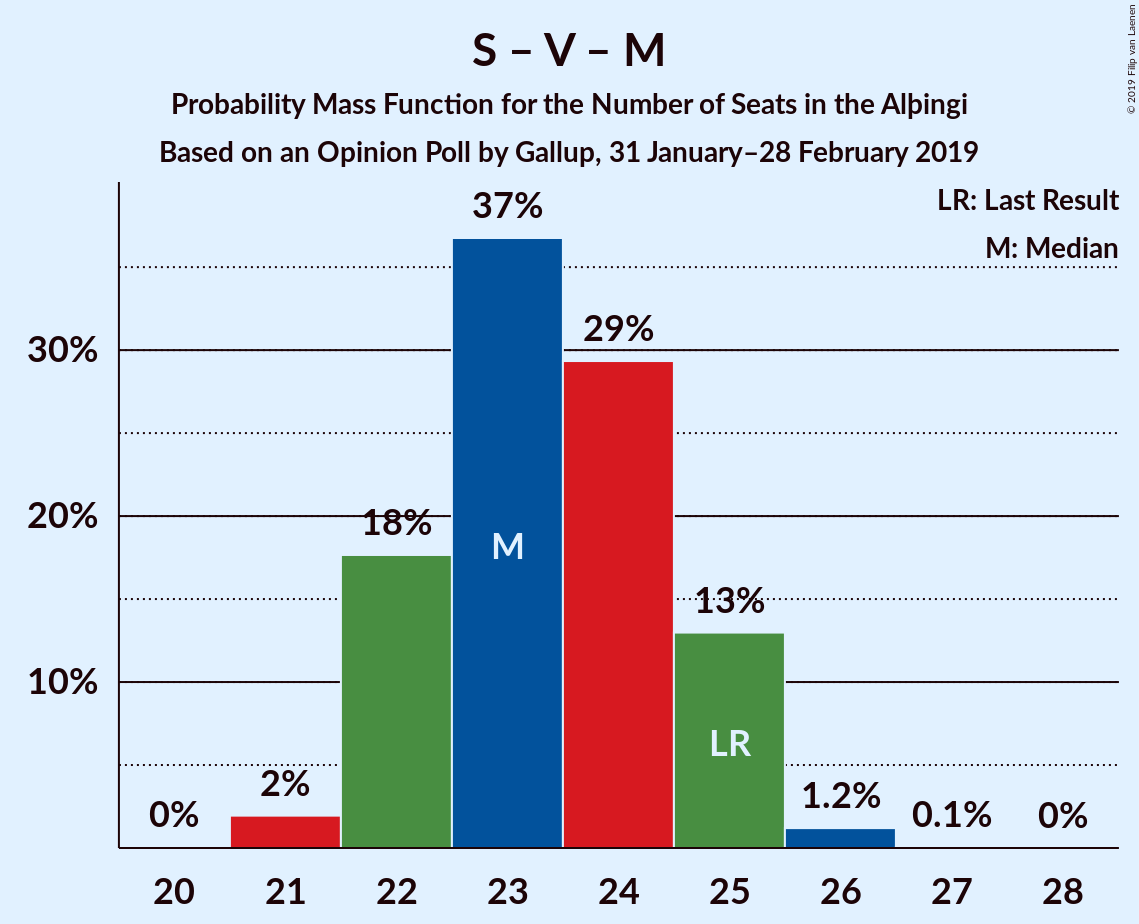 S – V – M
Probability Mass Function for the Number of Seats in the Alþingi
Based on an Opinion Poll by Gallup, 31 January–28 February 2019
© 2019 Filip van Laenen
LR: Last Result
M: Median
37%
29%
30%
20%
18%
M
13%
10%
LR
2%
1.2%
0%
0.1%
0%
20 21 22 23 24 25 26 27 28